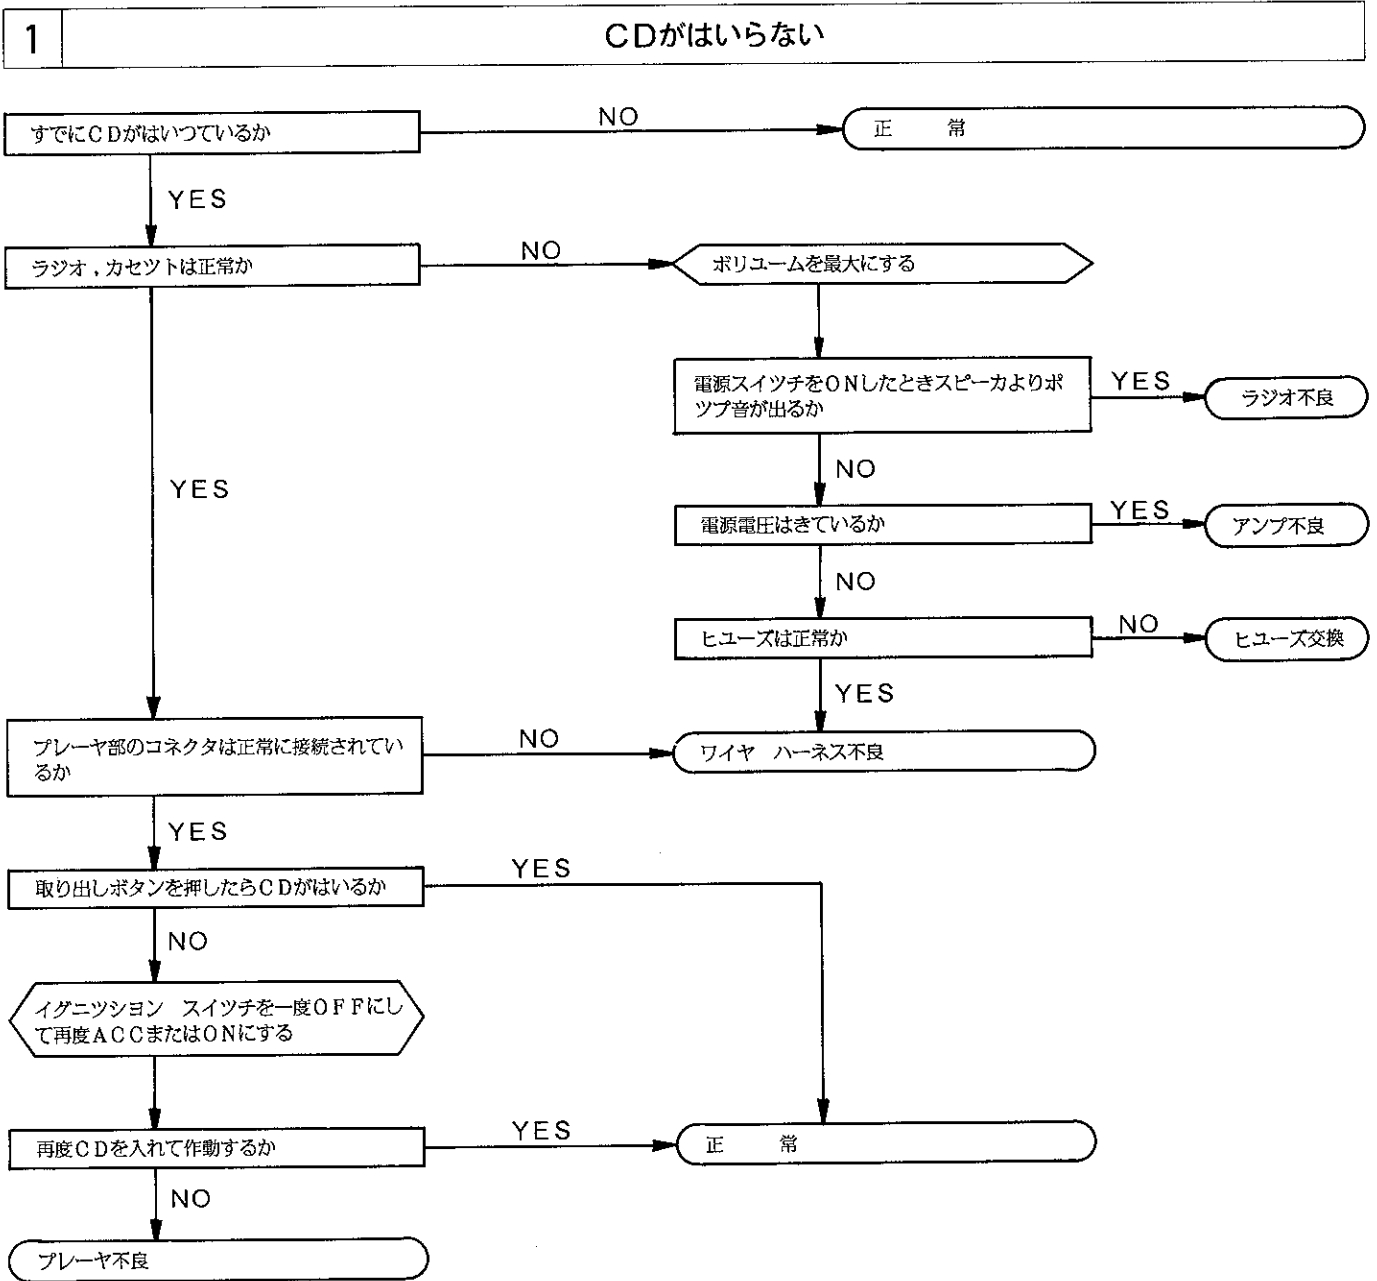 1
CDがはいらない
すでにCDがはいつているか
NO
正 常
YES
ラジオ,カセツトは正常か
NO
ボリユームを最大にする
電源スイツチをONしたときスピーカよりポ
ツプ音が出るか
YES
ラジオ不良
NO
YES
電源電圧はきているか
YES
アンプ不良
NO
ヒユーズは正常か
NO
ヒユーズ交換
YES
プレーヤ部のコネクタは正常に接続されてい
るか
NO
ワイヤ ハーネス不良
YES
取り出しボタンを押したらCDがはいるか
YES
NO
イグニツシヨン スイツチを一度OFFにし
て再度ACCまたはONにする
再度CDを入れて作動するか
YES
正 常
NO
プレーヤ不良